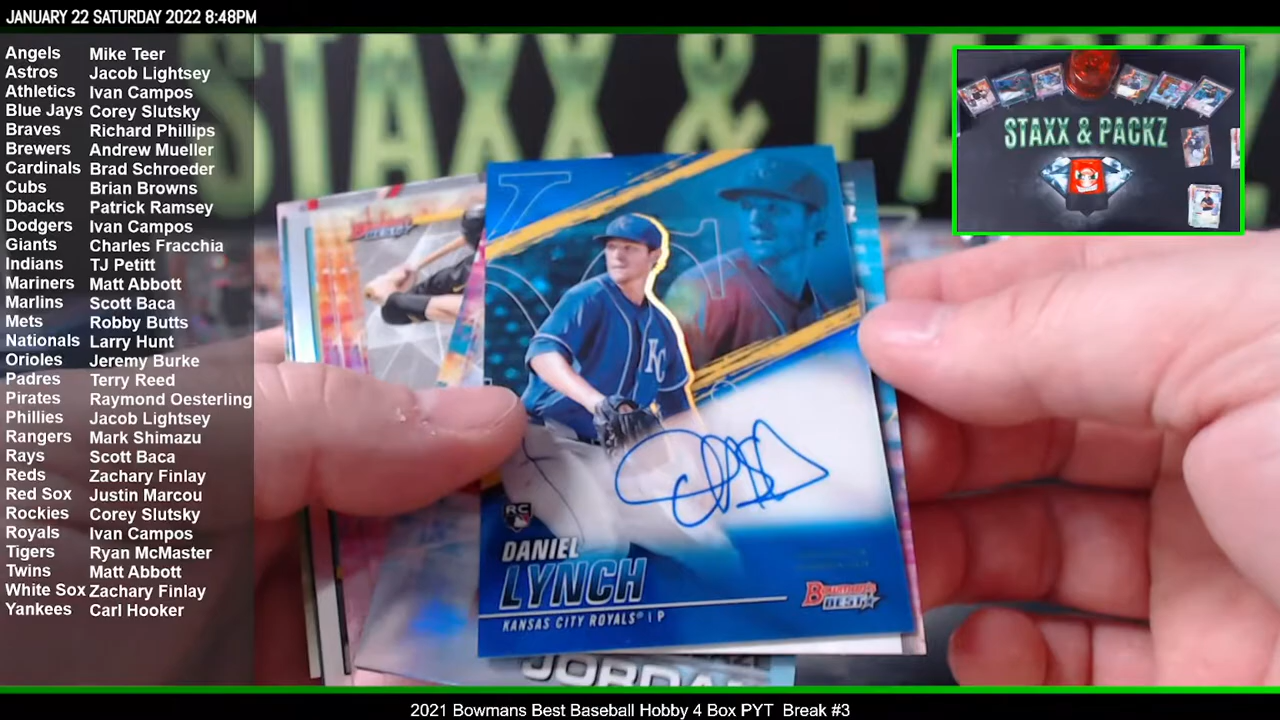 JANUARY 22 SATURDAY 2022 8:48PM
Angels Mike Teer
Astros Jacob Lightsey
Athletics Ivan Campos
Blue Jays Corey Slutsky
Braves Richard Phillips
Brewers Andrew Mueller
Cardinals Brad Schroeder
Cubs Brian Browns
Dbacks Patrick Ramsey
Dodgers Ivan Campos
Giants Charles Fracchia
Indians TJ Petitt
Mariners Matt Abbott
Marlins Scott Baca
Mets Robby Butts
Nationals Larry Hunt
Orioles Jeremy Burke
Padres Terry Reed
Pirates Raymond Oesterling
Phillies Jacob Lightsey
Rangers Mark Shimazu
Rays Scott Baca
Reds Zachary Finlay
Red Sox Justin Marcou
Rockies Corey Slutsky
Royals Ivan Campos
Tigers Ryan McMaster
Twins Matt Abbott
White Sox Zachary Finlay
Yankees Carl Hooker
STAXX & PACKZ
STAXX & PA
KC
RC
DANIEL
LYNCH
KANSAS CITY ROYALS® | P
BOWMAN'S
BEST
JORDA
2021 Bowmans Best Baseball Hobby 4 Box PYT Break #3